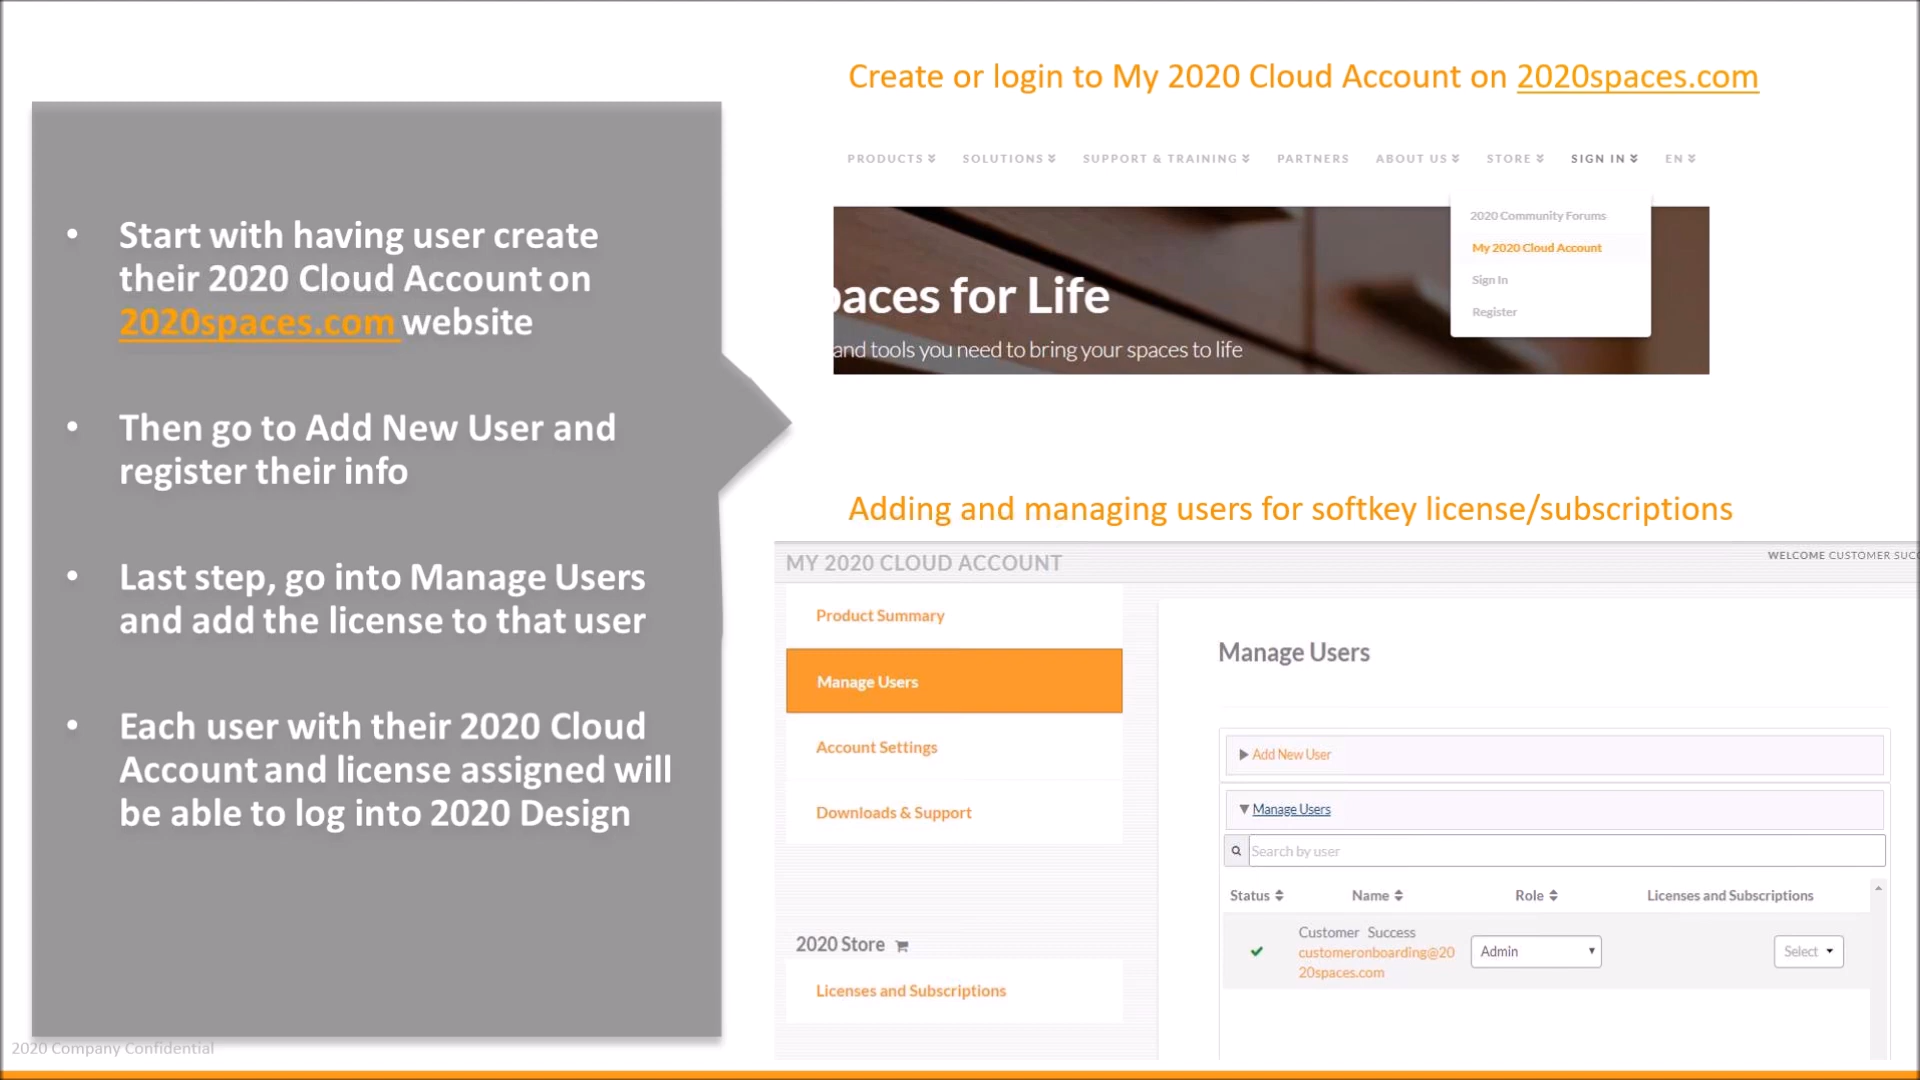 Create or login to My 2020 Cloud Account on 2020spaces.com
• Start with having user create
their 2020 Cloud Account on
2020spaces.com website
• Then go to Add New User and
register their info
• Last step, go into Manage Users
and add the license to that user
• Each user with their 2020 Cloud
Account and license assigned will
be able to log into 2020 Design
PRODUCTS SOLUTIONS SUPPORT & TRAINING PARTNERS ABOUT US STORE SIGN IN EN
2020 Community Forums
My 2020 Cloud Account
Sign In
Register
paces for Life
and tools you need to bring your spaces to life
Adding and managing users for softkey license/subscriptions
MY 2020 CLOUD ACCOUNT
WELCOME CUSTOMER SUCC
Product Summary
Manage Users
Account Settings
Downloads & Support
2020 Store
Licenses and Subscriptions
Manage Users
Add New User
Manage Users
Search by user
Status Name Role Licenses and Subscriptions
Customer Success
customeronboarding@20
20spaces.com
Admin
Select
2020 Company Confidential